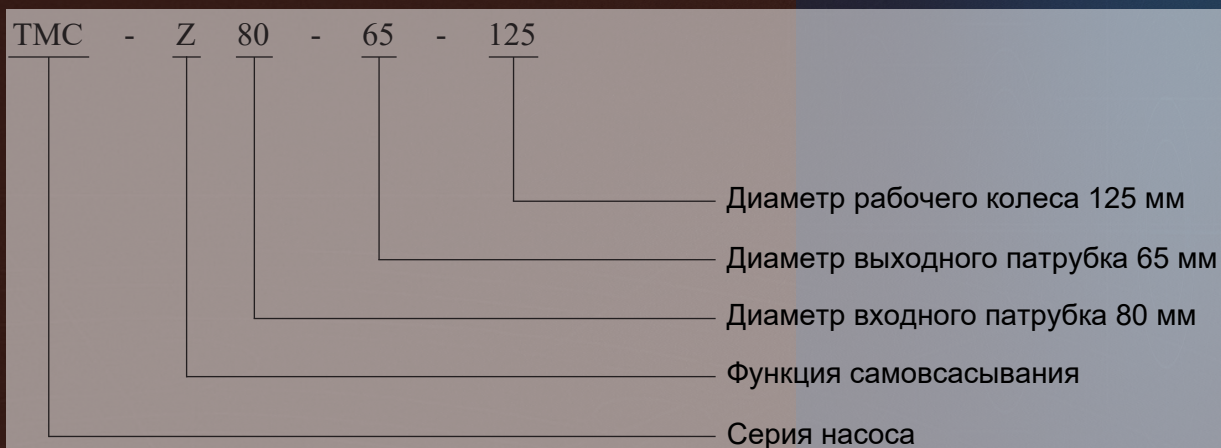 TMC - Z 80 - 65 - 125
Диаметр рабочего колеса 125 мм
Диаметр выходного патрубка 65 мм
Диаметр входного патрубка 80 мм
Функция самовсасывания
Серия насоса